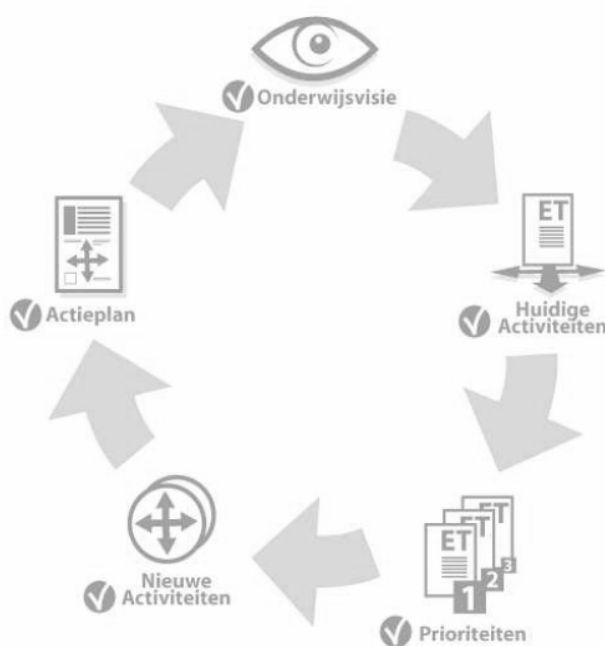 Onderwijsvisie
ET
Huidige
Activiteiten
ET
ET
ET
1
2
3
Prioriteiten
Nieuwe
Activiteiten
Actieplan